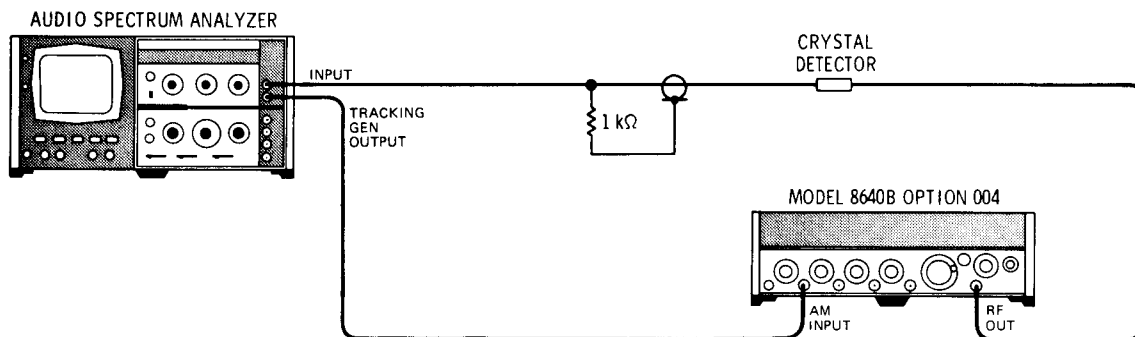 AUDIO SPECTRUM ANALYZER
INPUT
TRACKING
GEN
OUTPUT
1 kΩ
CRYSTAL
DETECTOR
MODEL 8640B OPTION 004
AM
INPUT
RF
OUT